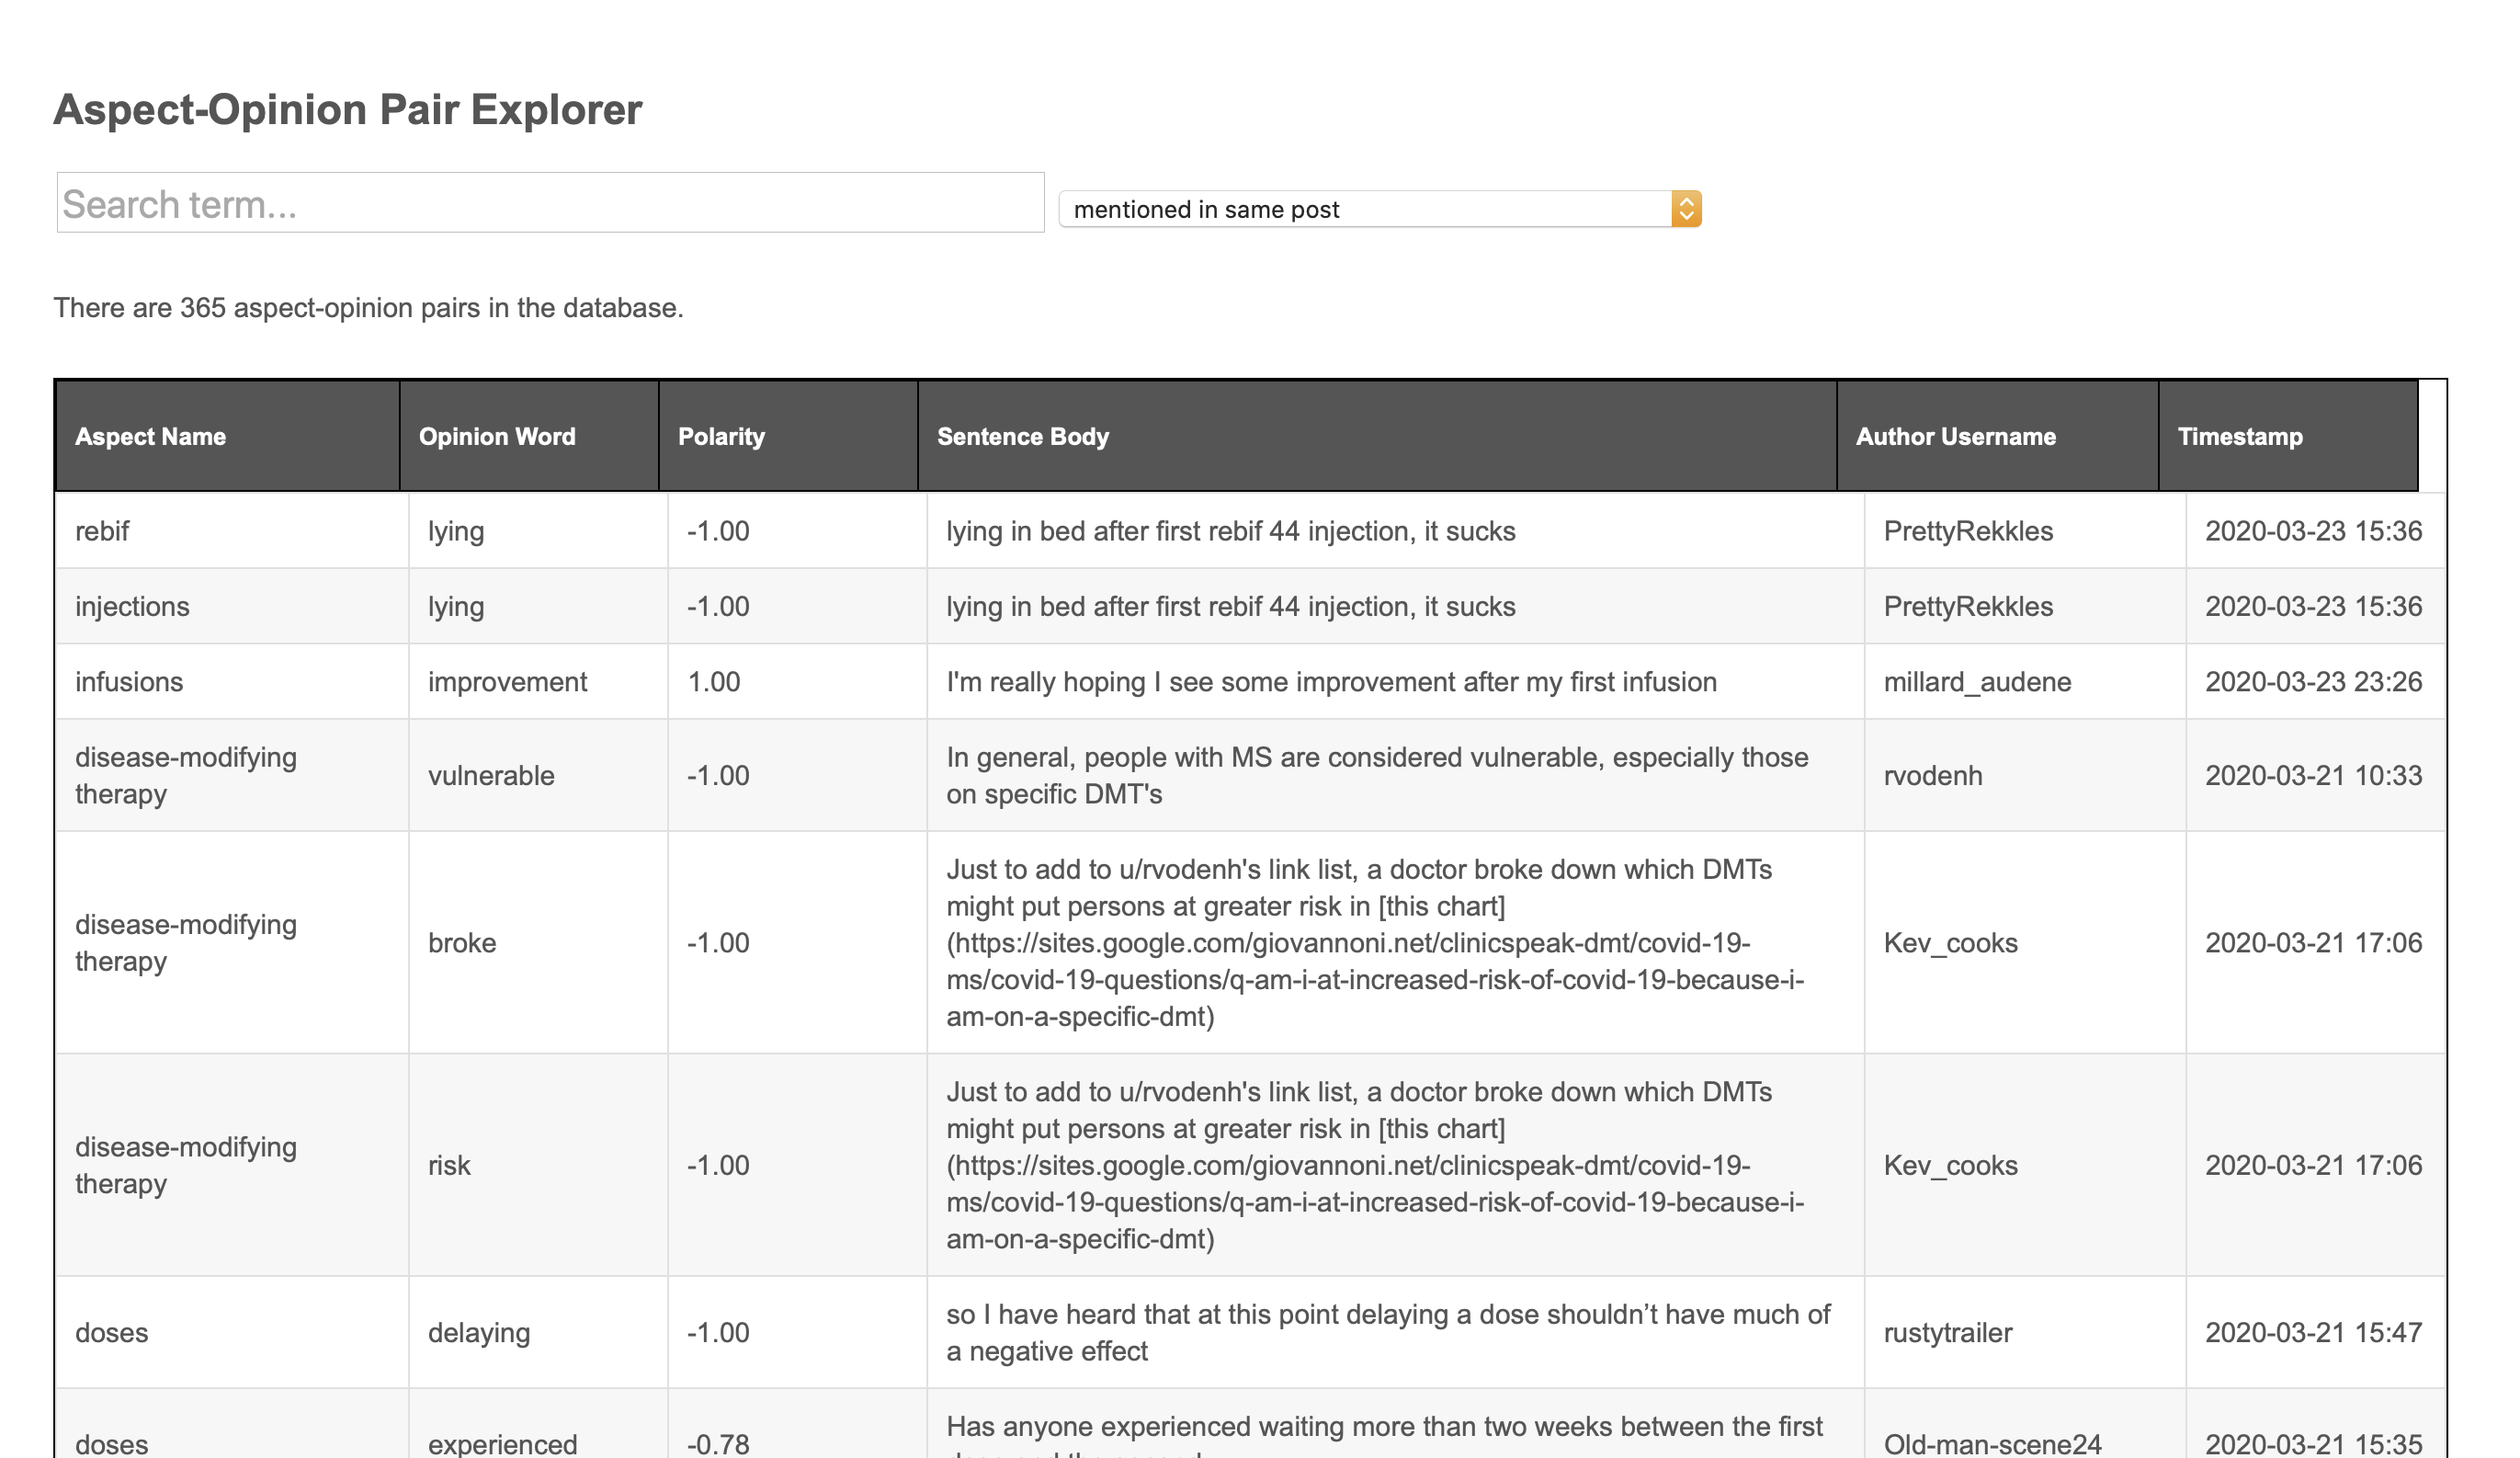 Aspect-Opinion Pair Explorer
Search term...
mentioned in same post
There are 365 aspect-opinion pairs in the database.
Aspect Name Opinion Word Polarity Sentence Body Author Username Timestamp
rebif lying -1.00 lying in bed after first rebif 44 injection, it sucks PrettyRekkles 2020-03-23 15:36
injections lying -1.00 lying in bed after first rebif 44 injection, it sucks PrettyRekkles 2020-03-23 15:36
infusions improvement 1.00 I'm really hoping I see some improvement after my first infusion millard_audene 2020-03-23 23:26
disease-modifying
therapy
vulnerable
-1.00
In general, people with MS are considered vulnerable, especially those
on specific DMT's
rvodenh
2020-03-21 10:33
disease-modifying
therapy
broke
-1.00
Just to add to u/rvodenh's link list, a doctor broke down which DMTs
might put persons at greater risk in [this chart]
(https://sites.google.com/giovannoni.net/clinicspeak-dmt/covid-19-
ms/covid-19-questions/q-am-i-at-increased-risk-of-covid-19-because-i-
am-on-a-specific-dmt)
Kev_cooks
2020-03-21 17:06
disease-modifying
therapy
risk
-1.00
Just to add to u/rvodenh's link list, a doctor broke down which DMTs
might put persons at greater risk in [this chart]
(https://sites.google.com/giovannoni.net/clinicspeak-dmt/covid-19-
ms/covid-19-questions/q-am-i-at-increased-risk-of-covid-19-because-i-
am-on-a-specific-dmt)
Kev_cooks
2020-03-21 17:06
doses
delaying
-1.00
so I have heard that at this point delaying a dose shouldn’t have much of
a negative effect
rustytrailer
2020-03-21 15:47
doses
experienced
-0.78
Has anyone experienced waiting more than two weeks between the first
Old-man-scene24
2020-03-21 15:35